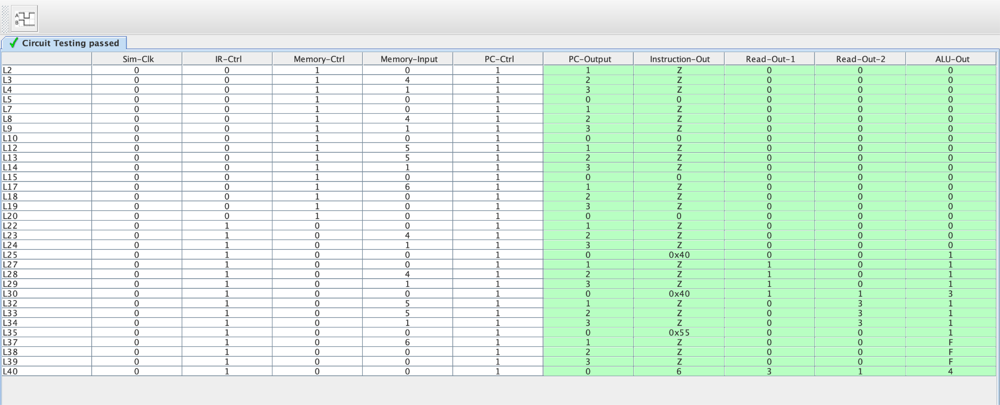 A
B
Circuit Testing passed
Sim-Clk IR-Ctrl Memory-Ctrl Memory-Input PC-Ctrl PC-Output Instruction-Out Read-Out-1 Read-Out-2 ALU-Out
L2 0 0 1 0 1 1 Z 0 0 0
L3 0 0 1 4 1 2 Z 0 0 0
L4 0 0 1 1 1 3 Z 0 0 0
L5 0 0 1 0 1 0 0 0 0 0
L7 0 0 1 0 1 1 Z 0 0 0
L8 0 0 1 4 1 2 Z 0 0 0
L9 0 0 1 1 1 3 Z 0 0 0
L10 0 0 1 0 1 0 0 0 0 0
L12 0 0 1 5 1 1 Z 0 0 0
L13 0 0 1 5 1 2 Z 0 0 0
L14 0 0 1 1 1 3 Z 0 0 0
L15 0 0 1 0 1 0 0 0 0 0
L17 0 0 1 6 1 1 Z 0 0 0
L18 0 0 1 0 1 2 Z 0 0 0
L19 0 0 1 0 1 3 Z 0 0 0
L20 0 0 1 0 1 0 0 0 0 0
L22 0 1 0 0 1 1 Z 0 0 0
L23 0 1 0 4 1 2 Z 0 0 0
L24 0 1 0 1 1 3 Z 0 0 0
L25 0 1 0 0 1 0 0x40 0 0 1
L27 0 1 0 0 1 1 Z 1 0 1
L28 0 1 0 4 1 2 Z 1 0 1
L29 0 1 0 1 1 3 Z 1 0 1
L30 0 1 0 0 1 0 0x40 1 1 3
L32 0 1 0 5 1 1 Z 0 3 1
L33 0 1 0 5 1 2 Z 0 3 1
L34 0 1 0 1 1 3 Z 0 3 1
L35 0 1 0 0 1 0 0x55 0 0 1
L37 0 1 0 6 1 1 Z 0 0 F
L38 0 1 0 0 1 2 Z 0 0 F
L39 0 1 0 0 1 3 Z 0 0 F
L40 0 1 0 0 1 0 6 3 1 4